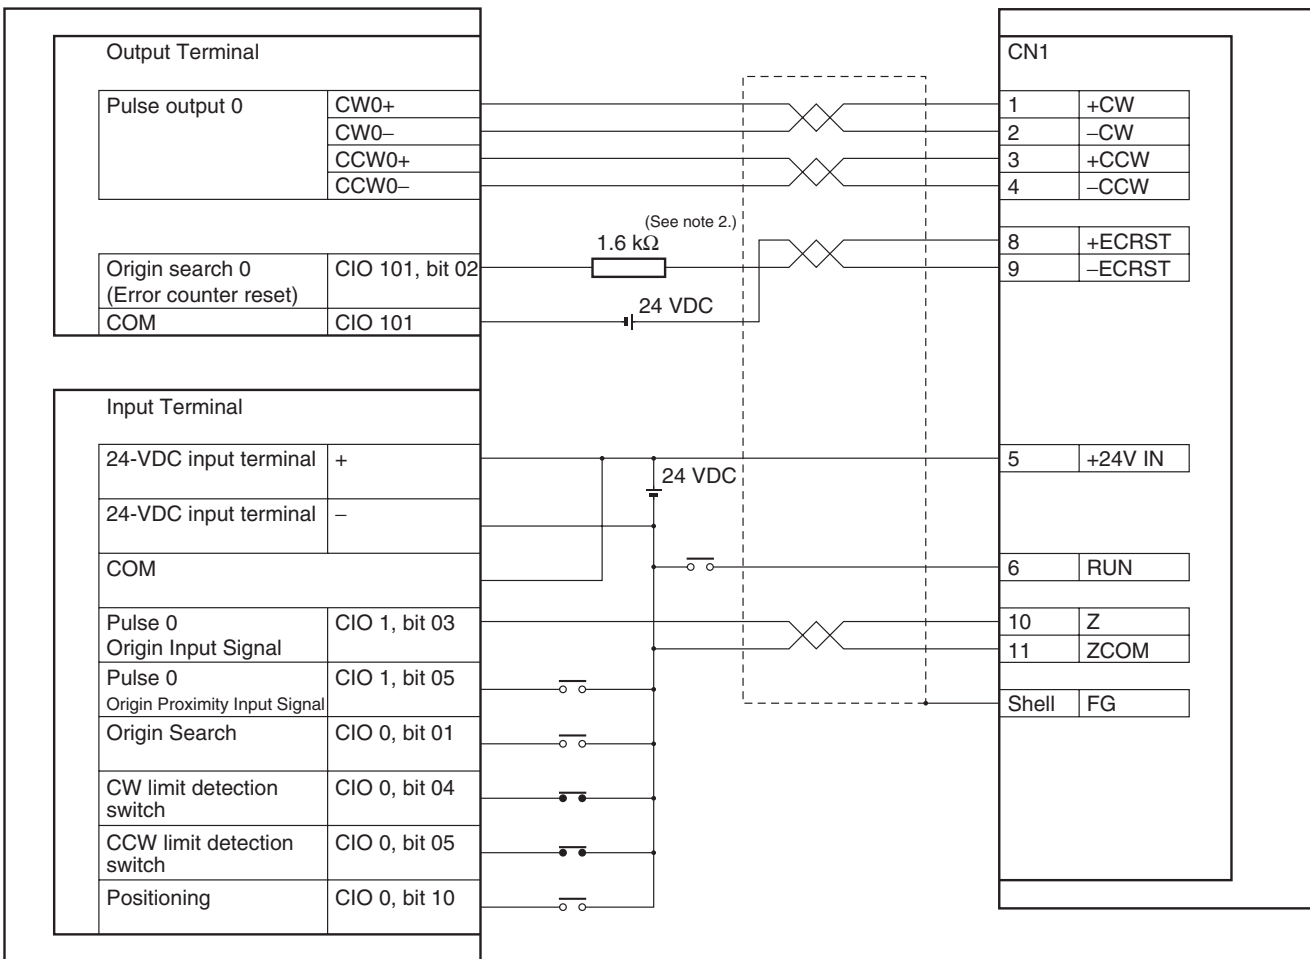 Output Terminal
Pulse output 0
CW0+
CW0–
CCW0+
CCW0–
Origin search 0
(Error counter reset)
CIO 101, bit 02
COM
CIO 101
(See note 2.)
1.6 kΩ
24 VDC
CN1
1 +CW
2 –CW
3 +CCW
4 –CCW
8 +ECRST
9 –ECRST
Input Terminal
24-VDC input terminal +
24-VDC input terminal –
COM
Pulse 0
Origin Input Signal
CIO 1, bit 03
Pulse 0
Origin Proximity Input Signal
CIO 1, bit 05
Origin Search
CIO 0, bit 01
CW limit detection
switch
CIO 0, bit 04
CCW limit detection
switch
CIO 0, bit 05
Positioning
CIO 0, bit 10
24 VDC
5 +24V IN
6 RUN
10 Z
11 ZCOM
Shell FG